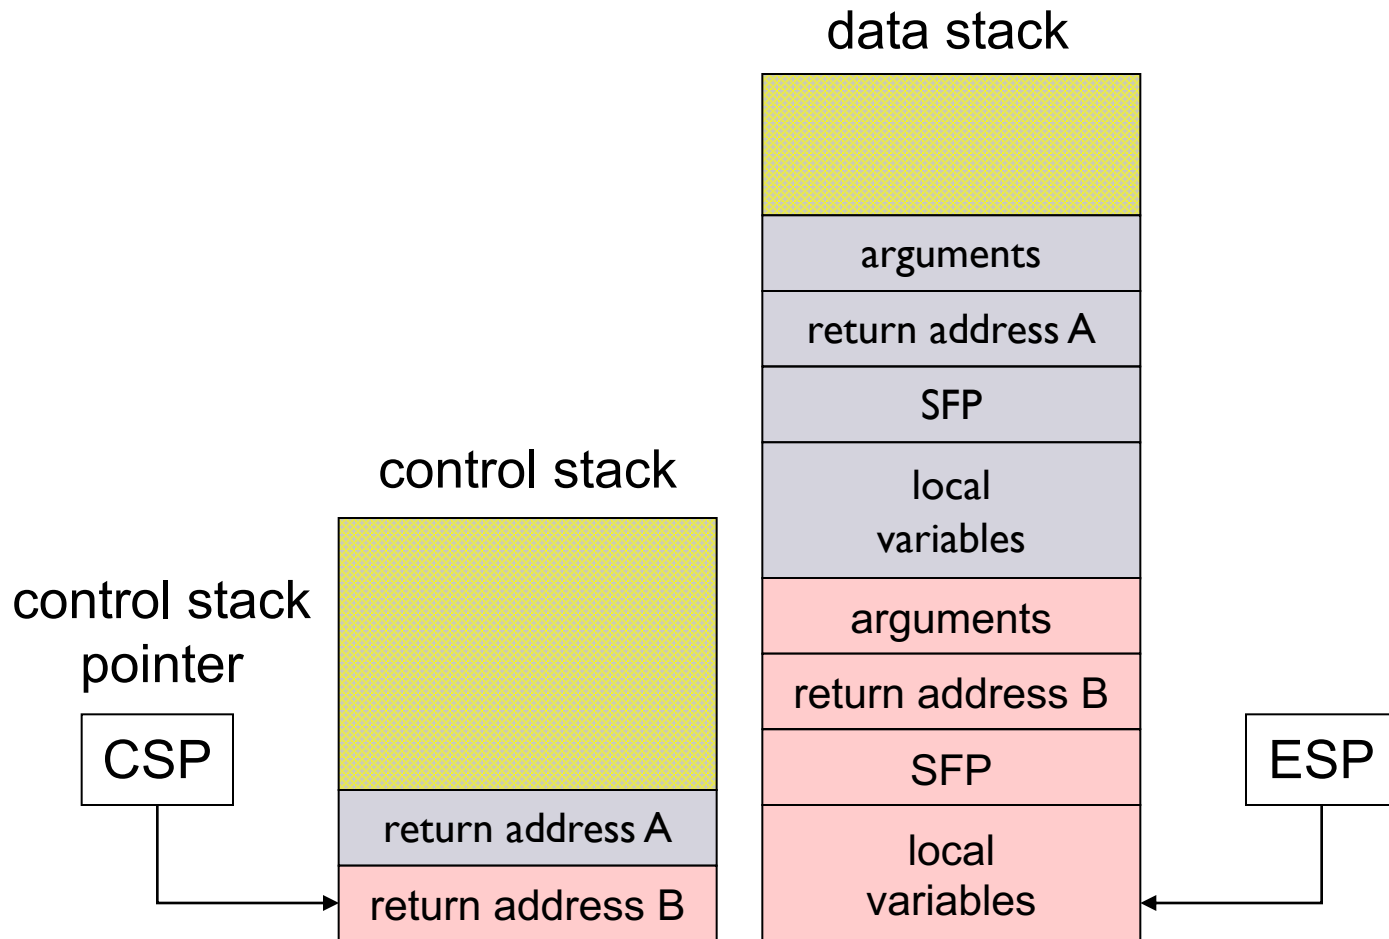 data stack
arguments
return address A
SFP
local
variables
arguments
return address B
SFP
local
variables
control stack
return address A
return address B
control stack
pointer
CSP
ESP